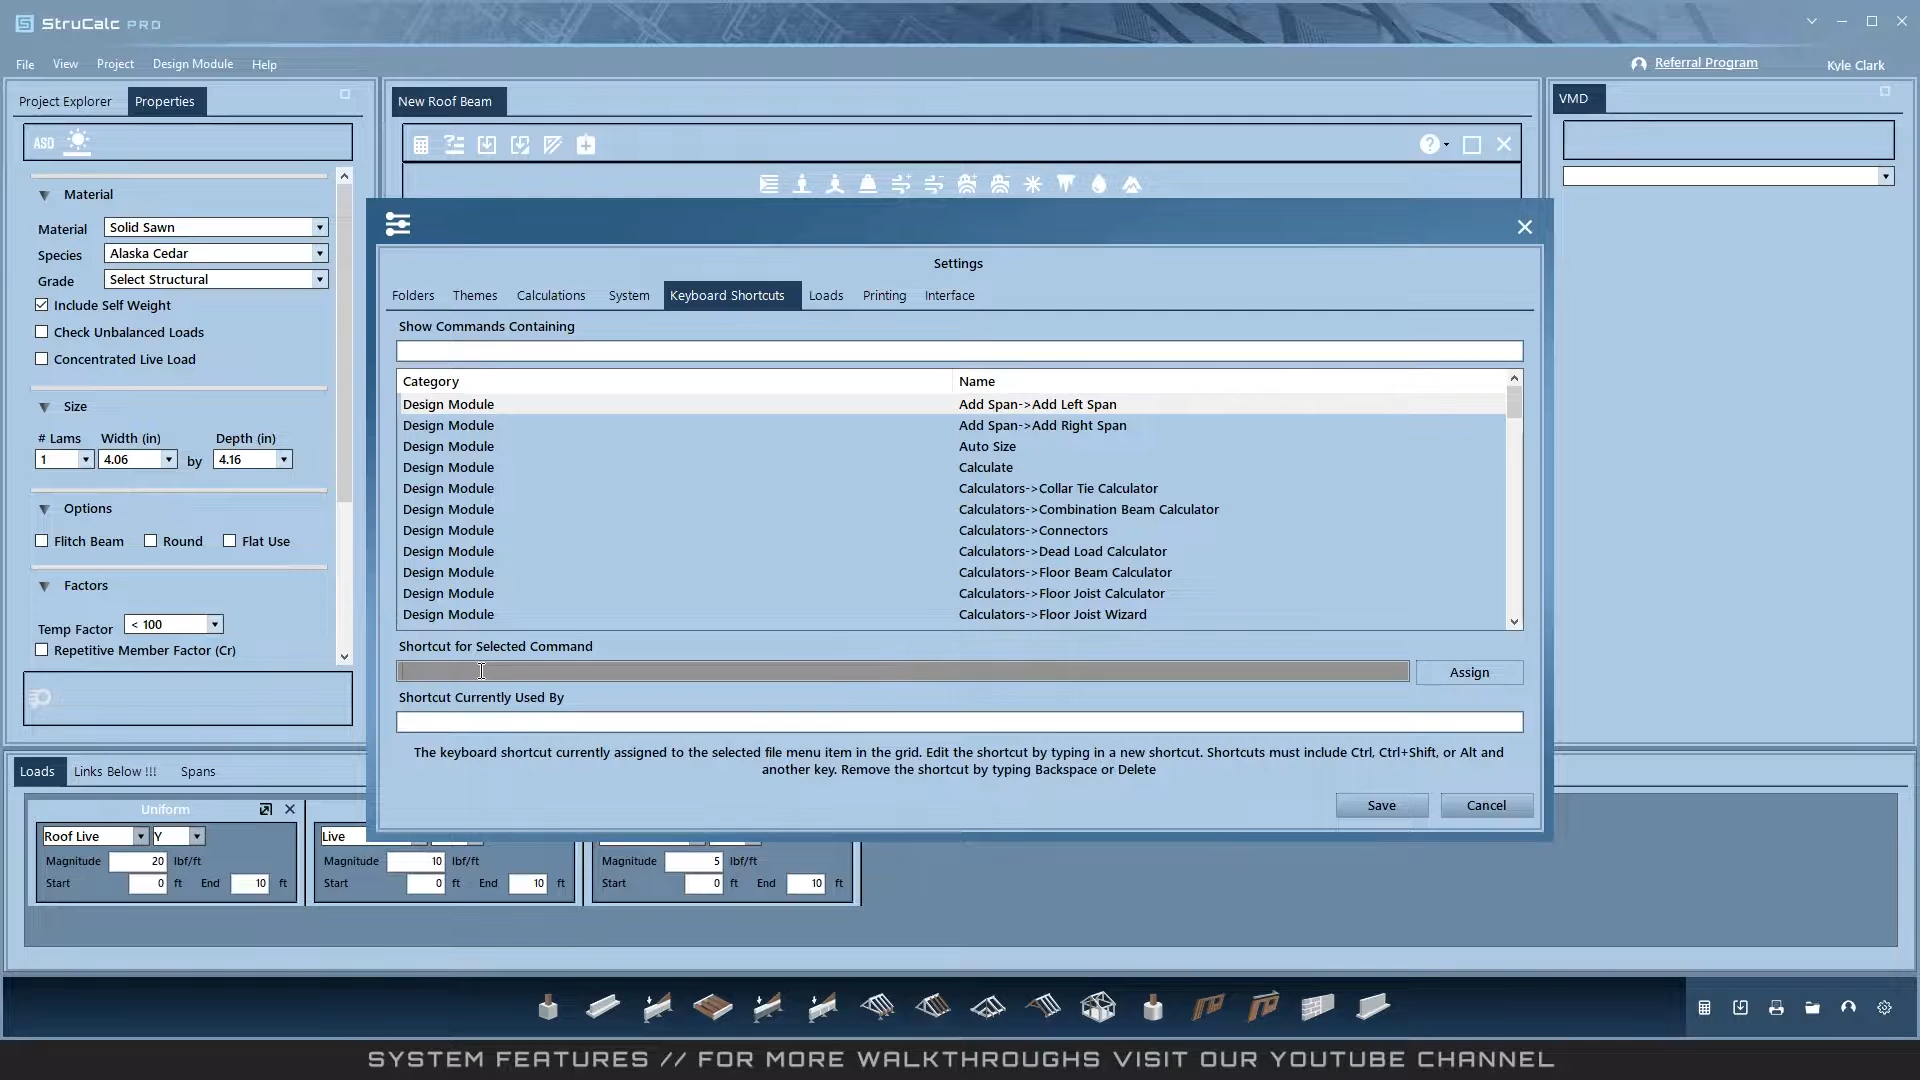 StruCalc PRO
File View Project Design Module Help
Referral Program
Kyle Clark
Project Explorer Properties
New Roof Beam
VMD
ASD
Material
Material Solid Sawn
Species Alaska Cedar
Grade Select Structural
Include Self Weight
Check Unbalanced Loads
Concentrated Live Load
Size
# Lams Width (in) Depth (in)
1 4.06 by 4.16
Options
Flitch Beam Round Flat Use
Factors
Temp Factor < 100
Repetitive Member Factor (Cr)
Settings
Folders Themes Calculations System Keyboard Shortcuts Loads Printing Interface
Show Commands Containing
Category Name
Design Module Add Span->Add Left Span
Design Module Add Span->Add Right Span
Design Module Auto Size
Design Module Calculate
Design Module Calculators->Collar Tie Calculator
Design Module Calculators->Combination Beam Calculator
Design Module Calculators->Connectors
Design Module Calculators->Dead Load Calculator
Design Module Calculators->Floor Beam Calculator
Design Module Calculators->Floor Joist Calculator
Design Module Calculators->Floor Joist Wizard
Shortcut for Selected Command
Assign
Shortcut Currently Used By
The keyboard shortcut currently assigned to the selected file menu item in the grid. Edit the shortcut by typing in a new shortcut. Shortcuts must include Ctrl, Ctrl+Shift, or Alt and
another key. Remove the shortcut by typing Backspace or Delete
Save Cancel
Loads Links Below !!! Spans
Uniform
Roof Live Y Live
Magnitude 20 lbf/ft Magnitude 10 lbf/ft Magnitude 5 lbf/ft
Start 0 ft End 10 ft Start 0 ft End 10 ft Start 0 ft End 10 ft
SYSTEM FEATURES // FOR MORE WALKTHROUGHS VISIT OUR YOUTUBE CHANNEL